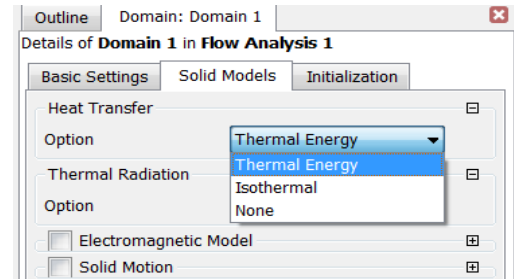 Outline Domain: Domain 1
Details of Domain 1 in Flow Analysis 1
Basic Settings Solid Models Initialization
Heat Transfer
Option Thermal Energy
Thermal Energy
Thermal Radiation
Isothermal
Option
None
Electromagnetic Model
Solid Motion